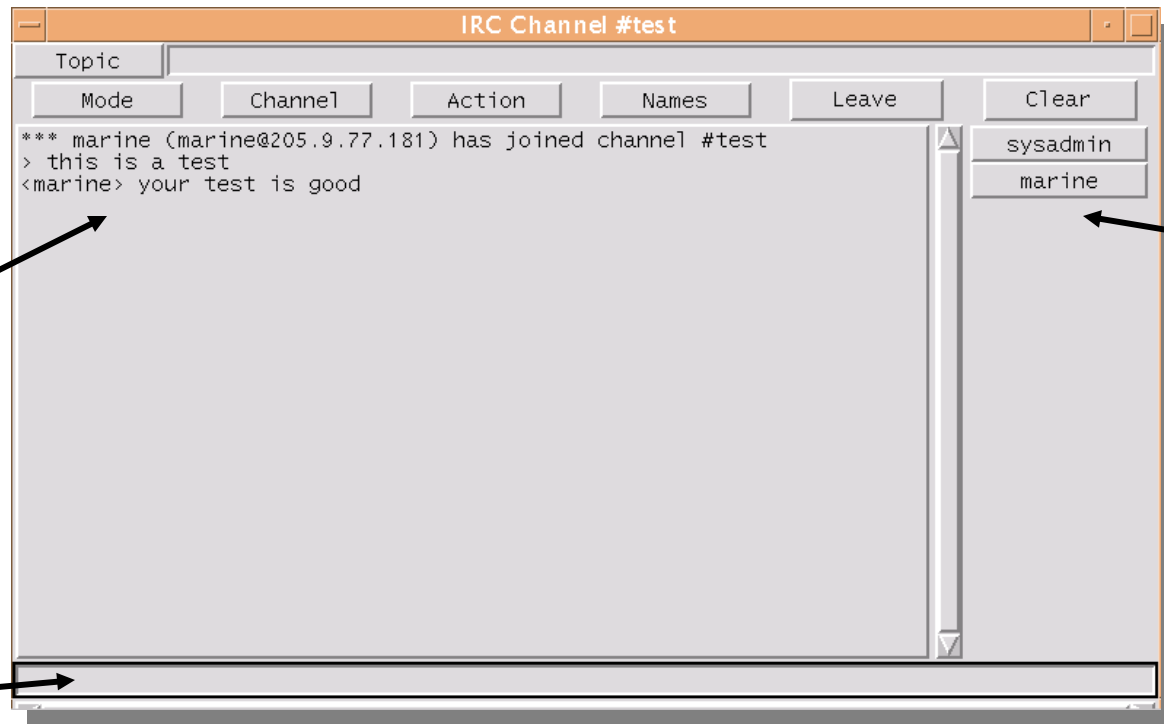 IRC Channel #test
Topic
Mode Channel Action Names Leave Clear
*** marine (marine@205.9.77.181) has joined channel #test
> this is a test
<marine> your test is good
sysadmin
marine